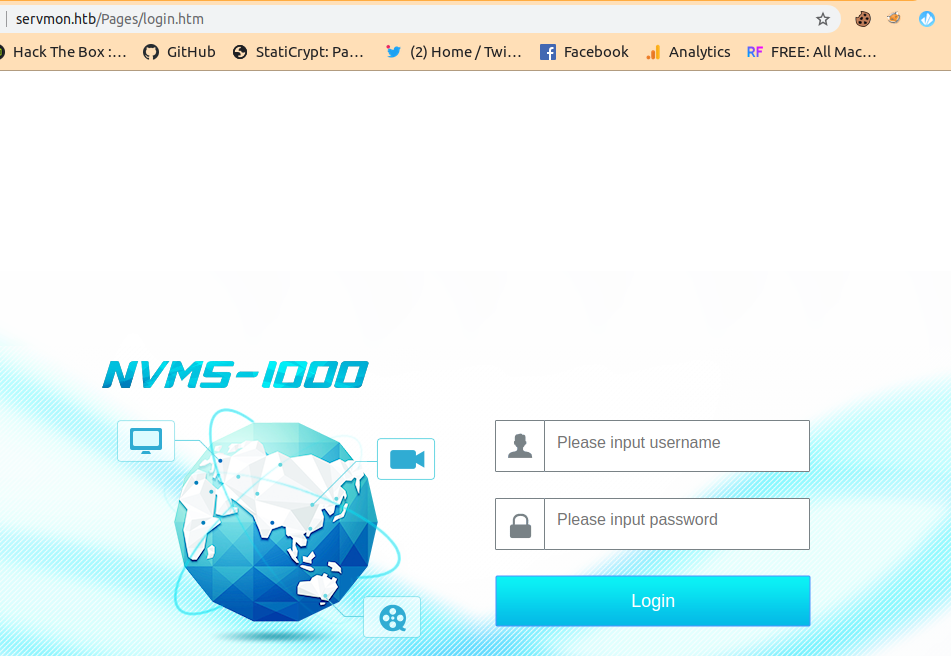 servmon.htb/Pages/login.htm
Hack The Box :... GitHub StatiCrypt: Pa... (2) Home / Twi... Facebook Analytics RF FREE: All Mac...
NVMS-1000
Please input username
Please input password
Login